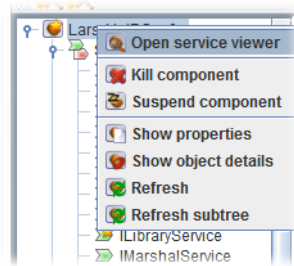 Open service viewer
Kill component
Suspend component
Show properties
Show object details
Refresh
Refresh subtree
ILibraryService
IMarshalService